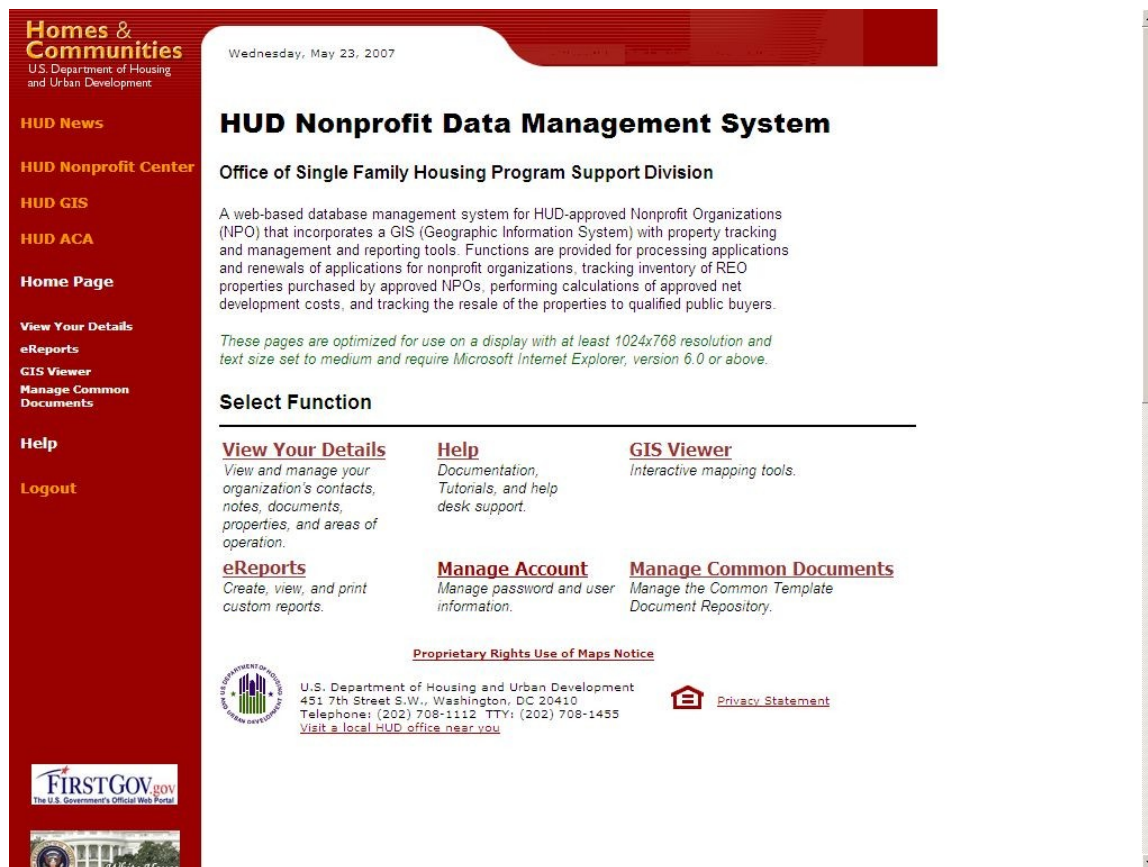 Homes &
Communities
U.S. Department of Housing
and Urban Development
HUD News
HUD Nonprofit Center
HUD GIS
HUD ACA
Home Page
View Your Details
eReports
GIS Viewer
Manage Common
Documents
Help
Logout
FIRSTGOV.gov
The U.S. Government's Official Web Portal
Wednesday, May 23, 2007
HUD Nonprofit Data Management System
Office of Single Family Housing Program Support Division
A web-based database management system for HUD-approved Nonprofit Organizations
(NPO) that incorporates a GIS (Geographic Information System) with property tracking
and management and reporting tools. Functions are provided for processing applications
and renewals of applications for nonprofit organizations, tracking inventory of REO
properties purchased by approved NPOs, performing calculations of approved net
development costs, and tracking the resale of the properties to qualified public buyers.
These pages are optimized for use on a display with at least 1024x768 resolution and
text size set to medium and require Microsoft Internet Explorer, version 6.0 or above.
Select Function
View Your Details
View and manage your
organization's contacts,
notes, documents,
properties, and areas of
operation.
Help
Documentation,
Tutorials, and help
desk support.
GIS Viewer
Interactive mapping tools.
eReports
Create, view, and print
custom reports.
Manage Account
Manage password and user
information.
Manage Common Documents
Manage the Common Template
Document Repository.
Proprietary Rights Use of Maps Notice
U.S. DEPARTMENT OF HOUSING
AND URBAN DEVELOPMENT
U.S. Department of Housing and Urban Development
451 7th Street S.W., Washington, DC 20410
Telephone: (202) 708-1112 TTY: (202) 708-1455
Visit a local HUD office near you
Privacy Statement